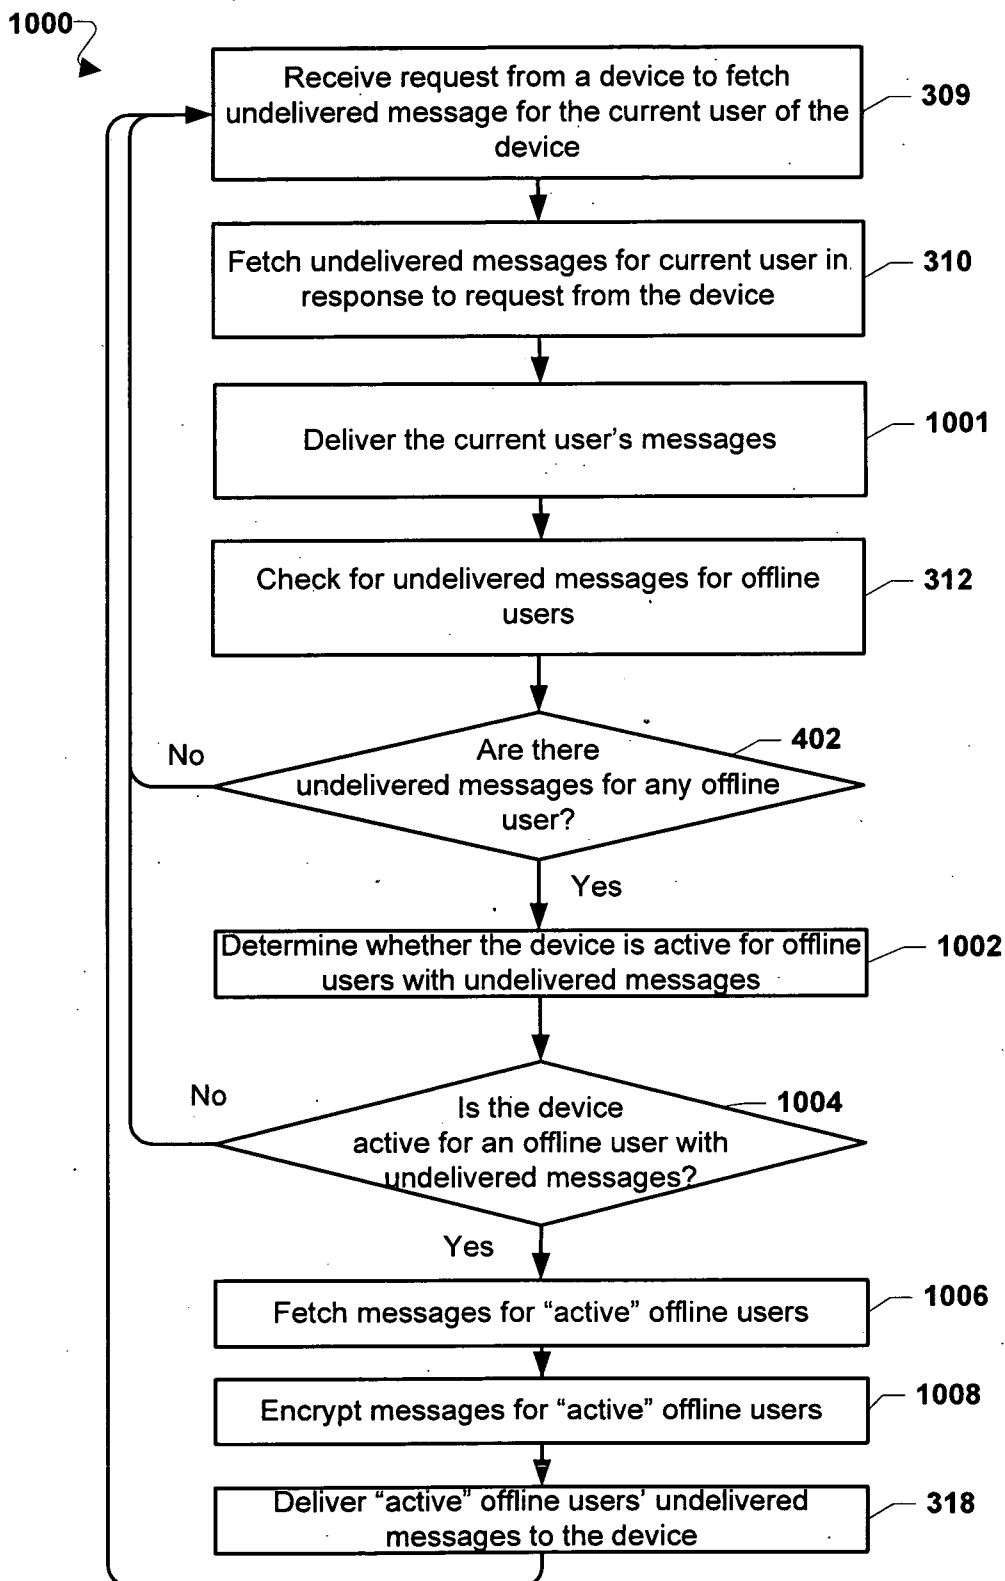 1000
Receive request from a device to fetch
undelivered message for the current user of the
device
309
Fetch undelivered messages for current user in
response to request from the device
310
Deliver the current user's messages
1001
Check for undelivered messages for offline
users
312
Are there
undelivered messages for any offline
user?
402
No
Yes
Determine whether the device is active for offline
users with undelivered messages
1002
Is the device
active for an offline user with
undelivered messages?
1004
No
Yes
Fetch messages for “active” offline users
1006
Encrypt messages for “active” offline users
1008
Deliver “active” offline users’ undelivered
messages to the device
318